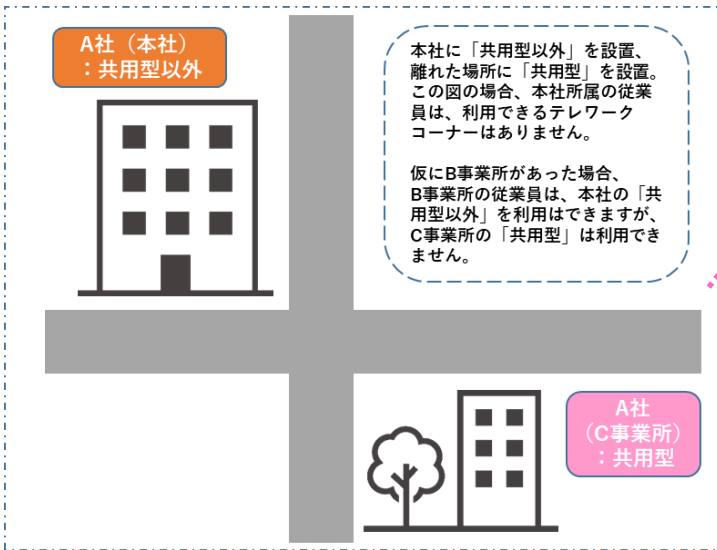 A社（本社）
：共用型以外
本社に「共用型以外」を設置、
離れた場所に「共用型」を設置。
この図の場合、本社所属の従業
員は、利用できるテレワーク
コーナーはありません。
仮にB事業所があった場合、
B事業所の従業員は、本社の「共
用型以外」を利用はできますが、
C事業所の「共用型」は利用でき
ません。
A社
（C事業所）
：共用型